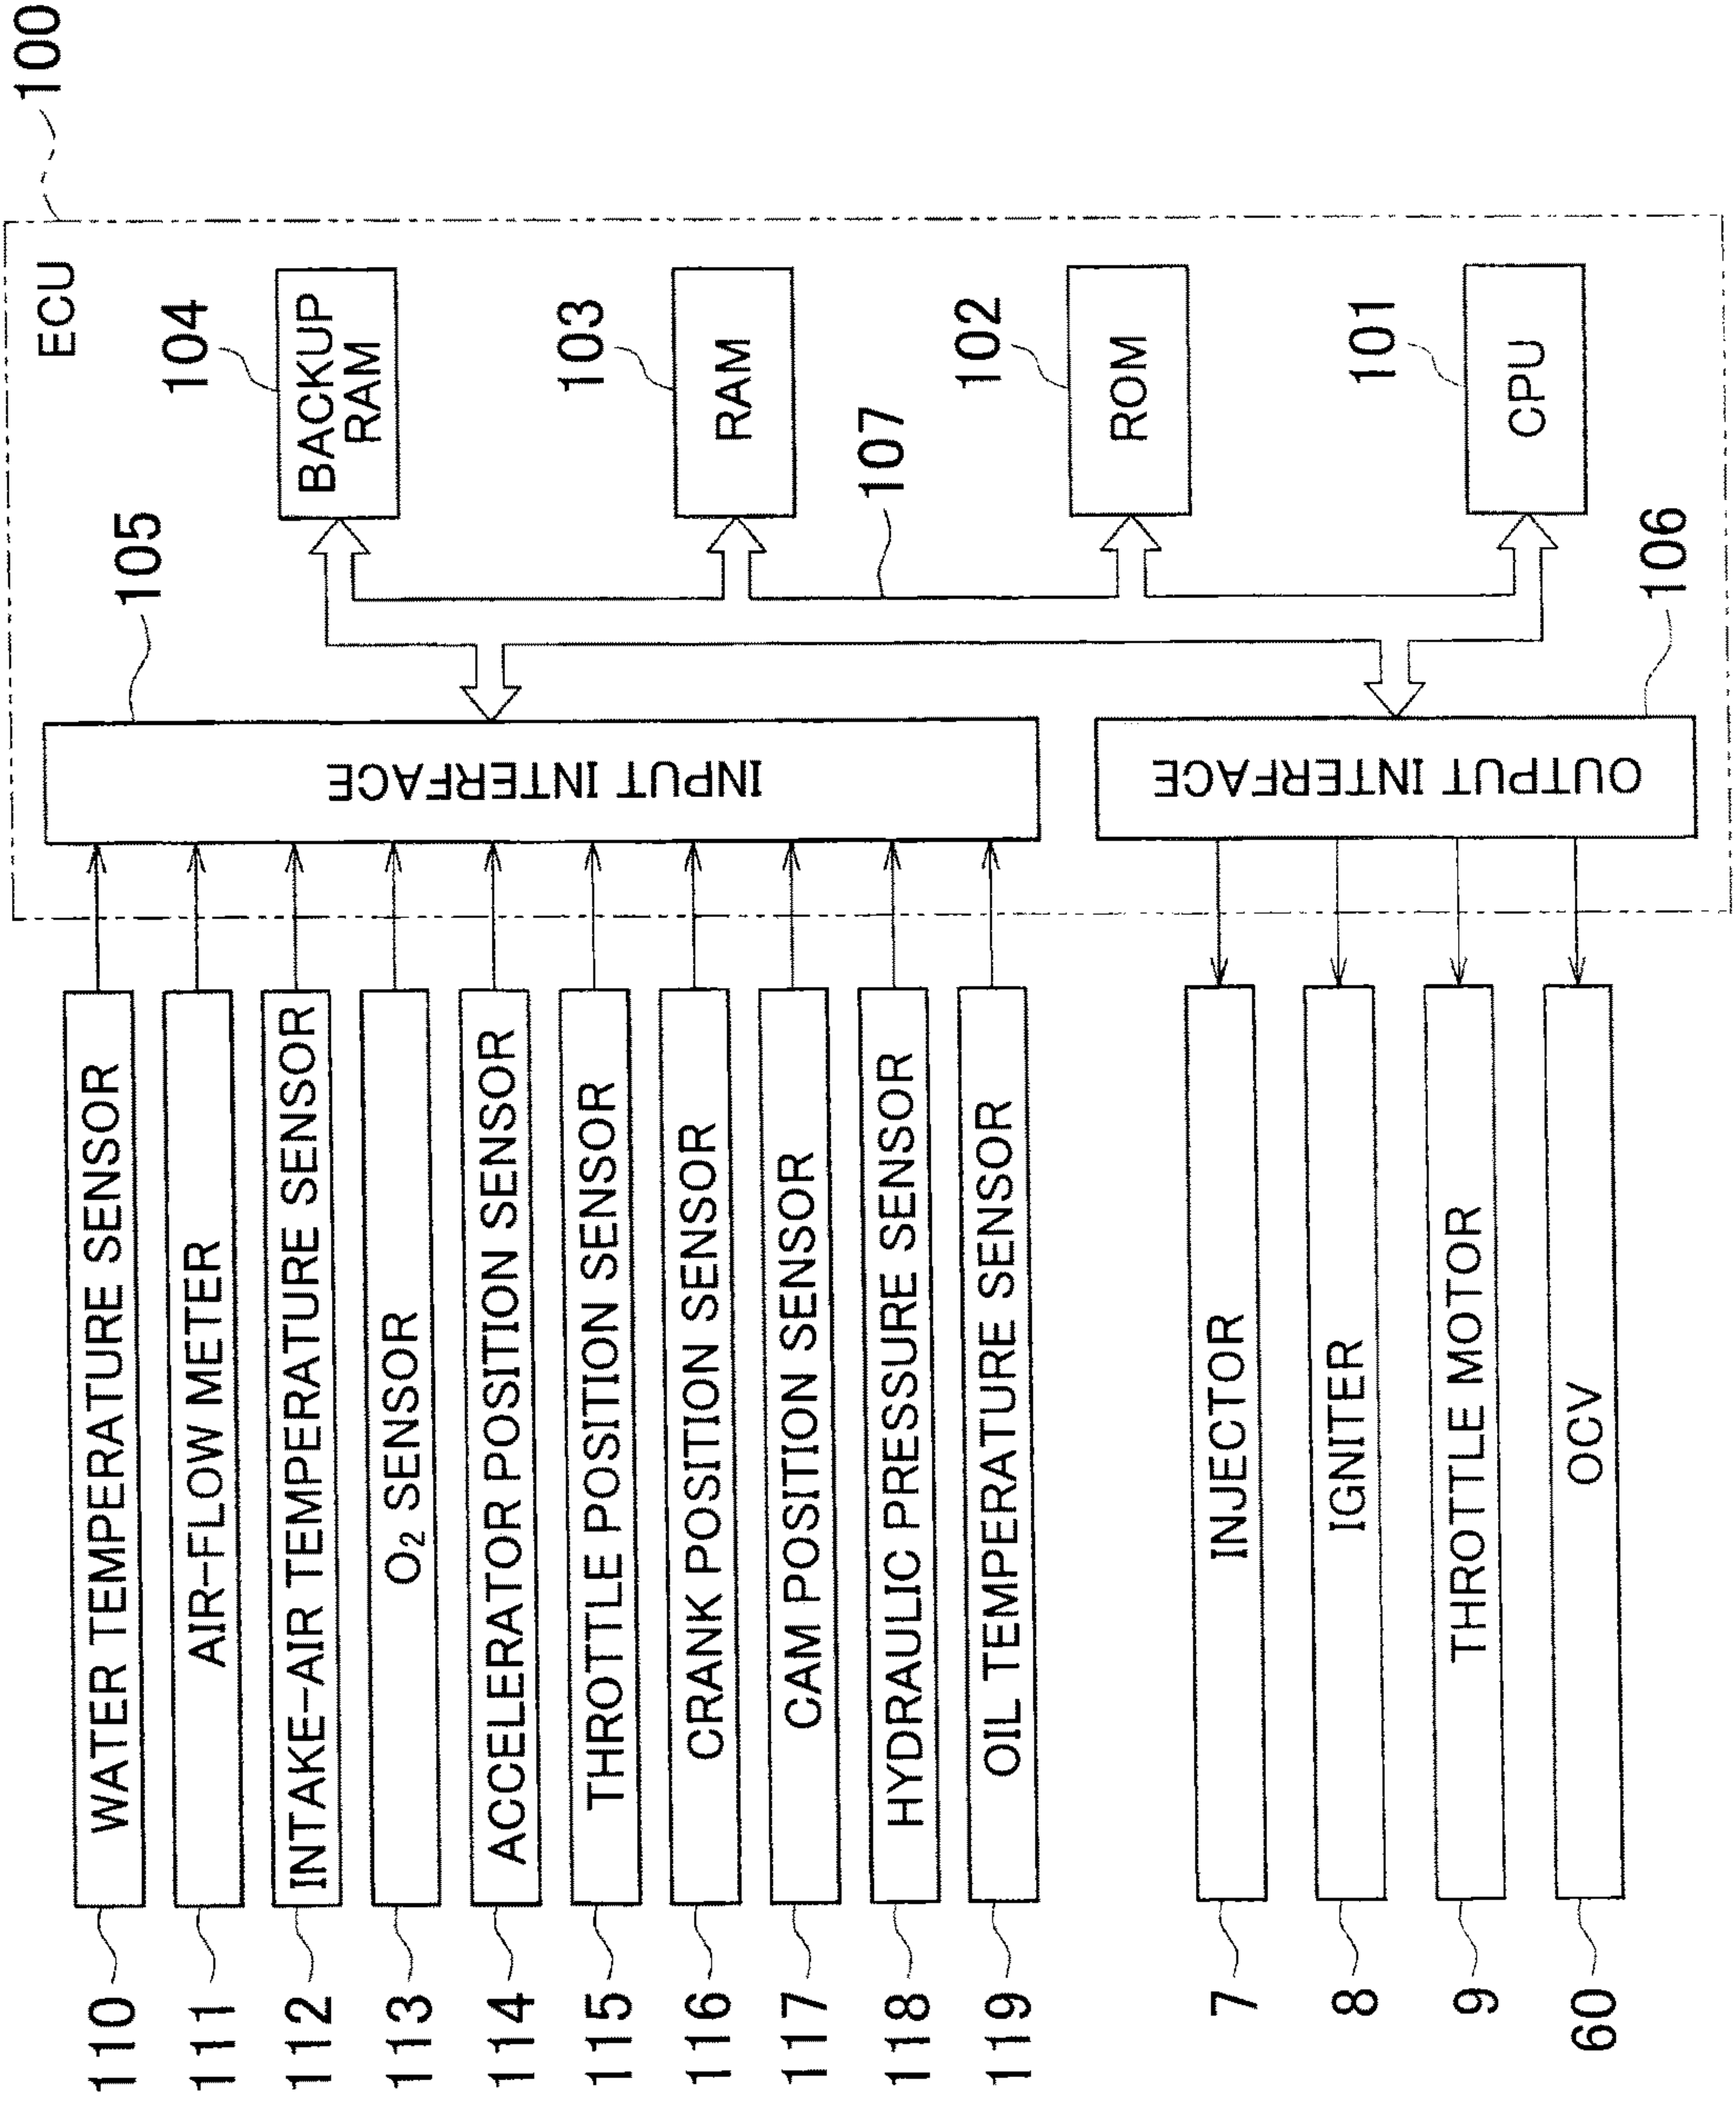 100
ECU
110
WATER TEMPERATURE SENSOR
111
AIR-FLOW METER
112
INTAKE-AIR TEMPERATURE SENSOR
113
O₂ SENSOR
114
ACCELERATOR POSITION SENSOR
115
THROTTLE POSITION SENSOR
116
CRANK POSITION SENSOR
117
CAM POSITION SENSOR
118
HYDRAULIC PRESSURE SENSOR
119
OIL TEMPERATURE SENSOR
105
INPUT INTERFACE
104
BACKUP
RAM
103
RAM
107
102
ROM
101
CPU
106
OUTPUT INTERFACE
7
INJECTOR
8
IGNITER
9
THROTTLE MOTOR
60
OCV